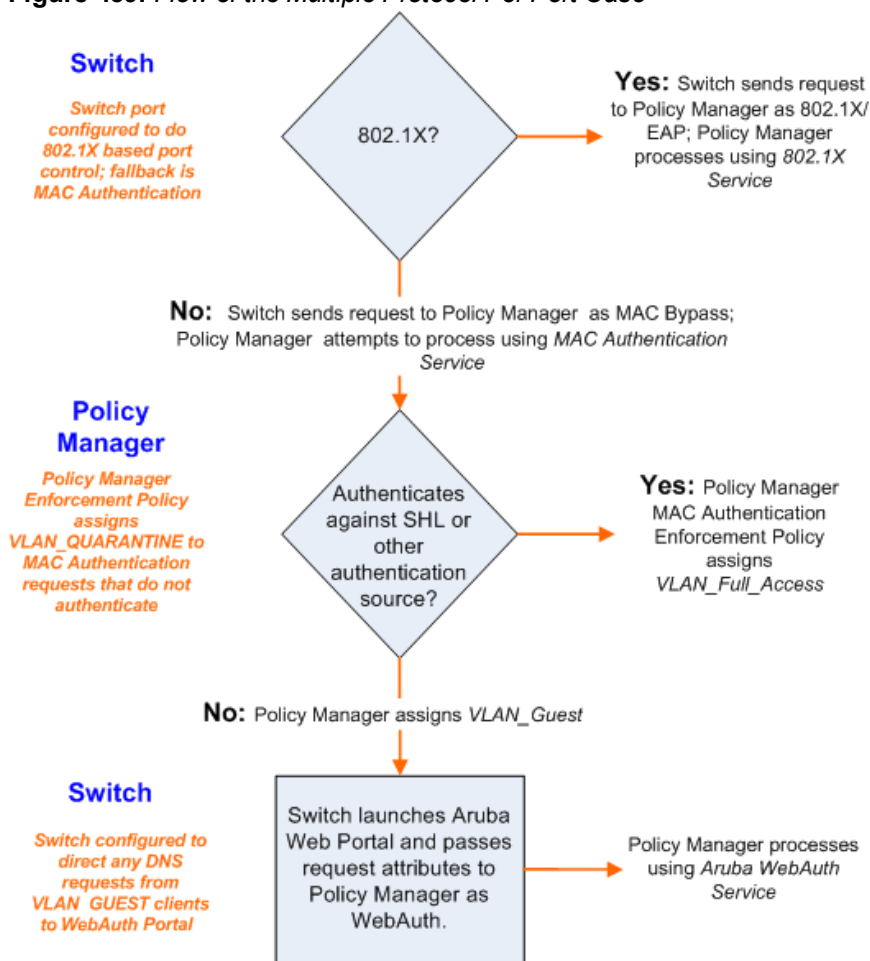 Switch
Switch port
configured to do
802.1X based port
control; fallback is
MAC Authentication
802.1X?
Yes: Switch sends request
to Policy Manager as 802.1X/
EAP; Policy Manager
processes using 802.1X
Service
No: Switch sends request to Policy Manager as MAC Bypass;
Policy Manager attempts to process using MAC Authentication
Service
Policy
Manager
Policy Manager
Enforcement Policy
assigns
VLAN_QUARANTINE to
MAC Authentication
requests that do not
authenticate
Authenticates
against SHL or
other
authentication
source?
Yes: Policy Manager
MAC Authentication
Enforcement Policy
assigns
VLAN_Full_Access
No: Policy Manager assigns VLAN_Guest
Switch
Switch configured to
direct any DNS
requests from
VLAN GUEST clients
to WebAuth Portal
Switch launches Aruba
Web Portal and passes
request attributes to
Policy Manager as
WebAuth.
Policy Manager processes
using Aruba WebAuth
Service